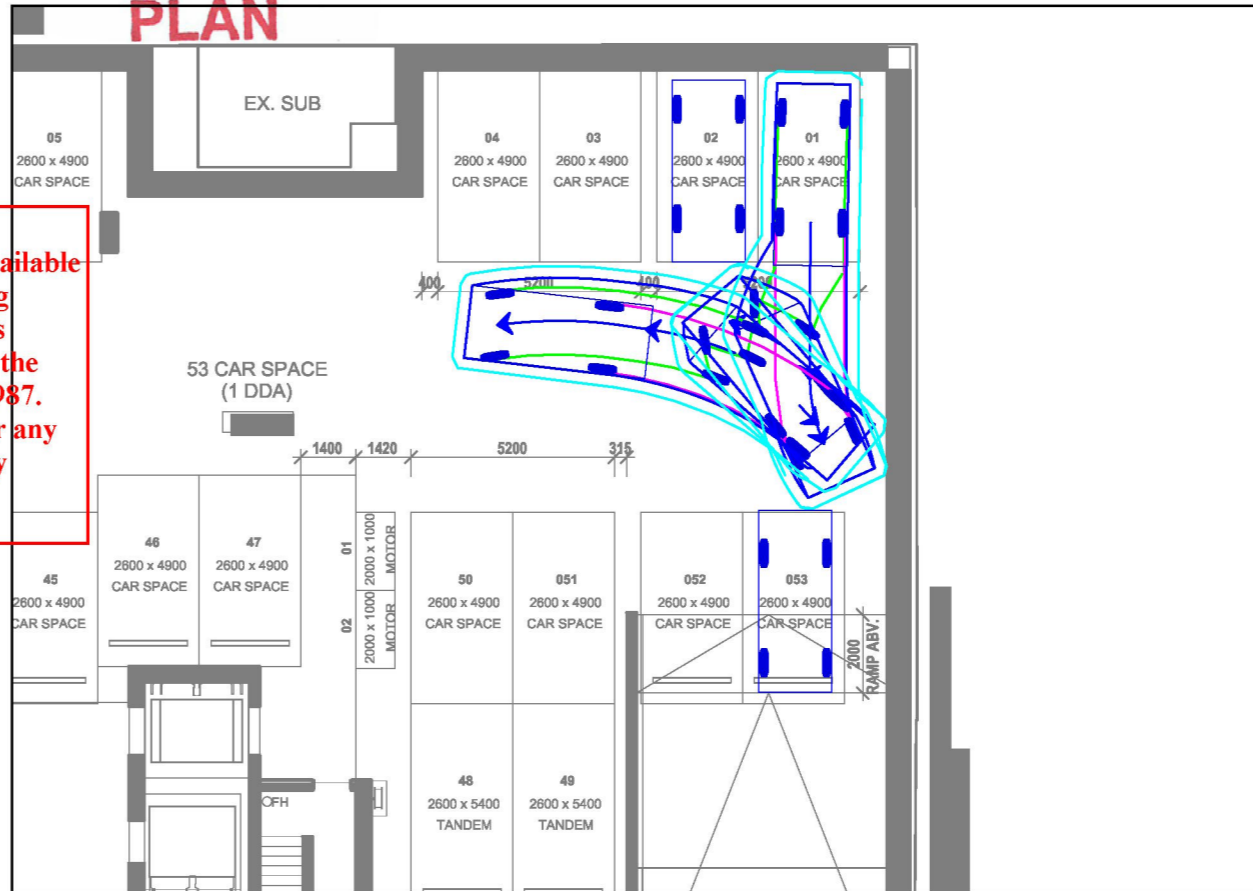 PLAN
EX. SUB
05
2600 x 4900
CAR SPACE
04
2600 x 4900
CAR SPACE
03
2600 x 4900
CAR SPACE
02
2600 x 4900
CAR SPACE
01
2600 x 4900
CAR SPACE
ailable
g
s
the
987.
r any
y
400
5200
400
53 CAR SPACE
(1 DDA)
1400
1420
5200
315
45
2600 x 4900
CAR SPACE
46
2600 x 4900
CAR SPACE
47
2600 x 4900
CAR SPACE
01
2000 x 1000
MOTOR
02
2000 x 1000
MOTOR
50
2600 x 4900
CAR SPACE
051
2600 x 4900
CAR SPACE
052
2600 x 4900
CAR SPACE
053
2600 x 4900
CAR SPACE
2000
RAMP ABV.
48
2600 x 5400
TANDEM
49
2600 x 5400
TANDEM
FH